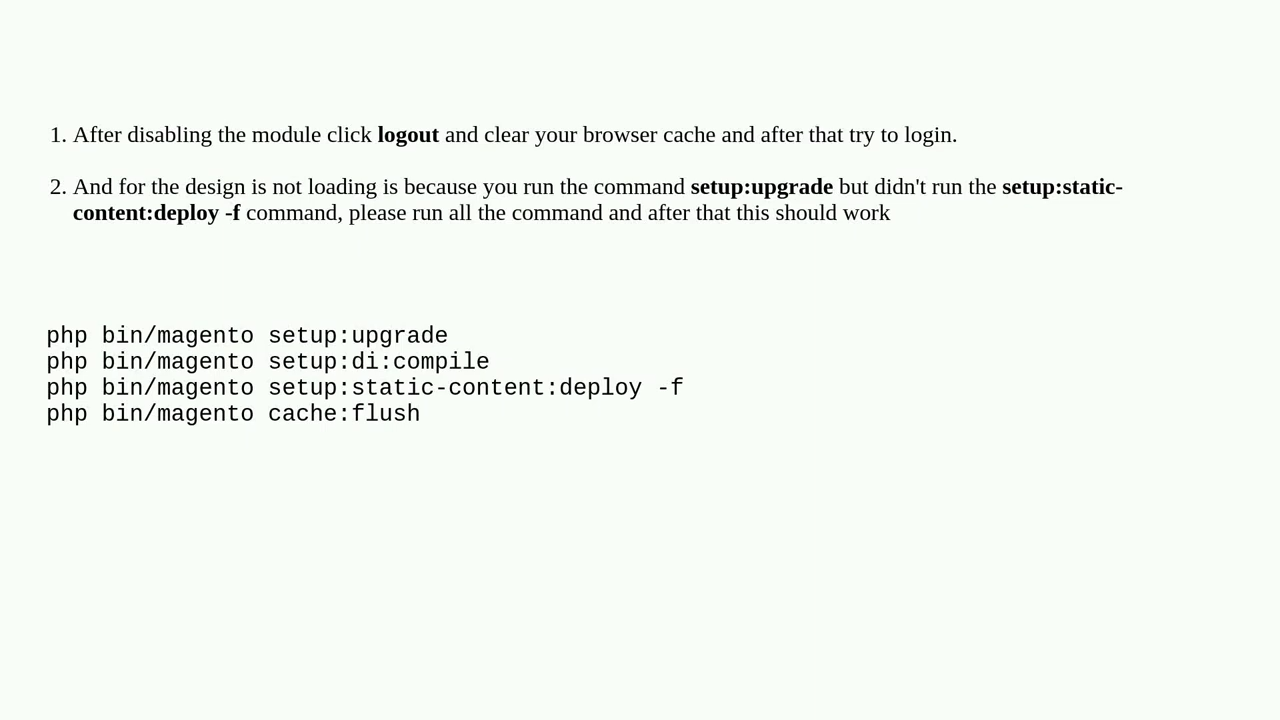 1. After disabling the module click logout and clear your browser cache and after that try to login.
2. And for the design is not loading is because you run the command setup:upgrade but didn't run the setup:static-
content:deploy -f command, please run all the command and after that this should work
php bin/magento setup:upgrade
php bin/magento setup:di:compile
php bin/magento setup:static-content:deploy -f
php bin/magento cache:flush